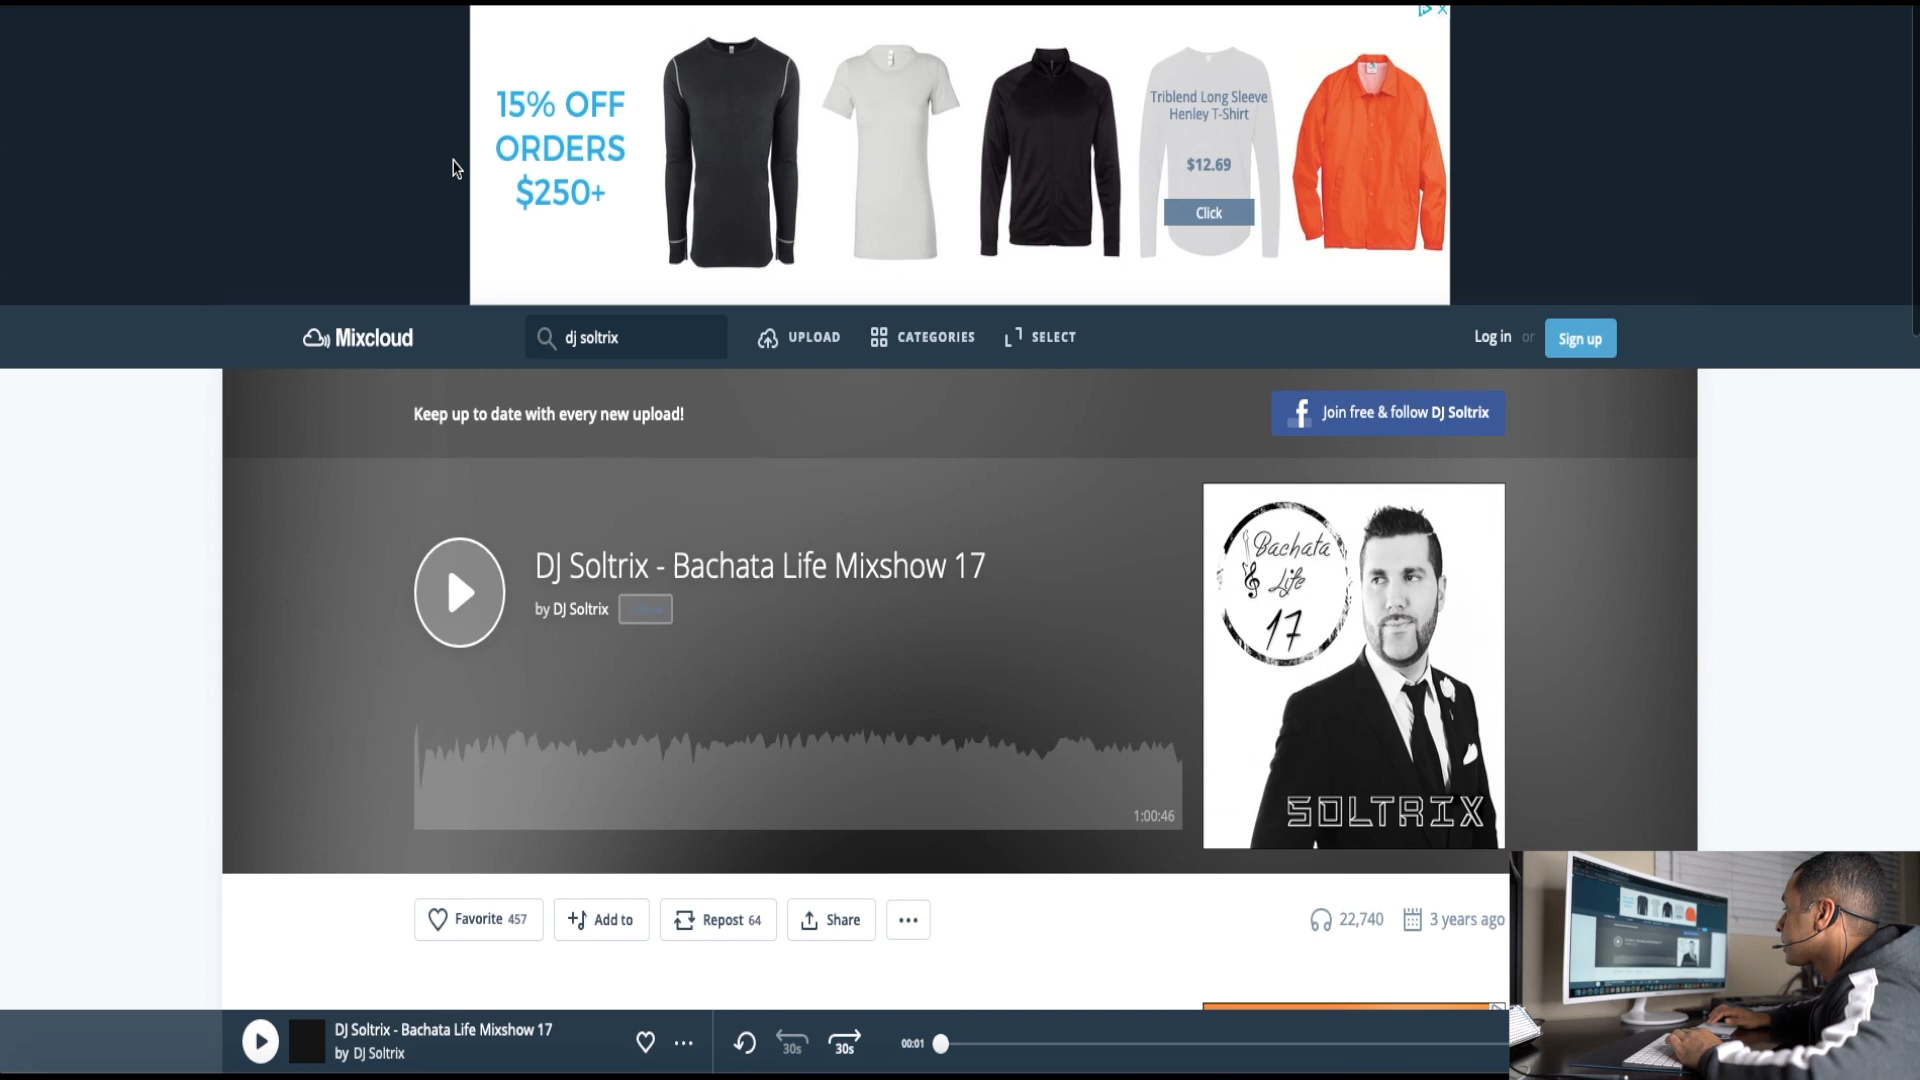 15% OFF
ORDERS
$250+
Triblend Long Sleeve
Henley T-Shirt
$12.69
Click
Mixcloud
dj soltrix
UPLOAD
CATEGORIES
SELECT
Log in or
Sign up
Keep up to date with every new upload!
Join free & follow DJ Soltrix
DJ Soltrix - Bachata Life Mixshow 17
by DJ Soltrix
Bachata
Life
17
SOLTRIX
1:00:46
Favorite 457
Add to
Repost 64
Share
22,740
3 years ago
DJ Soltrix - Bachata Life Mixshow 17
by DJ Soltrix
30s
30s
00:01